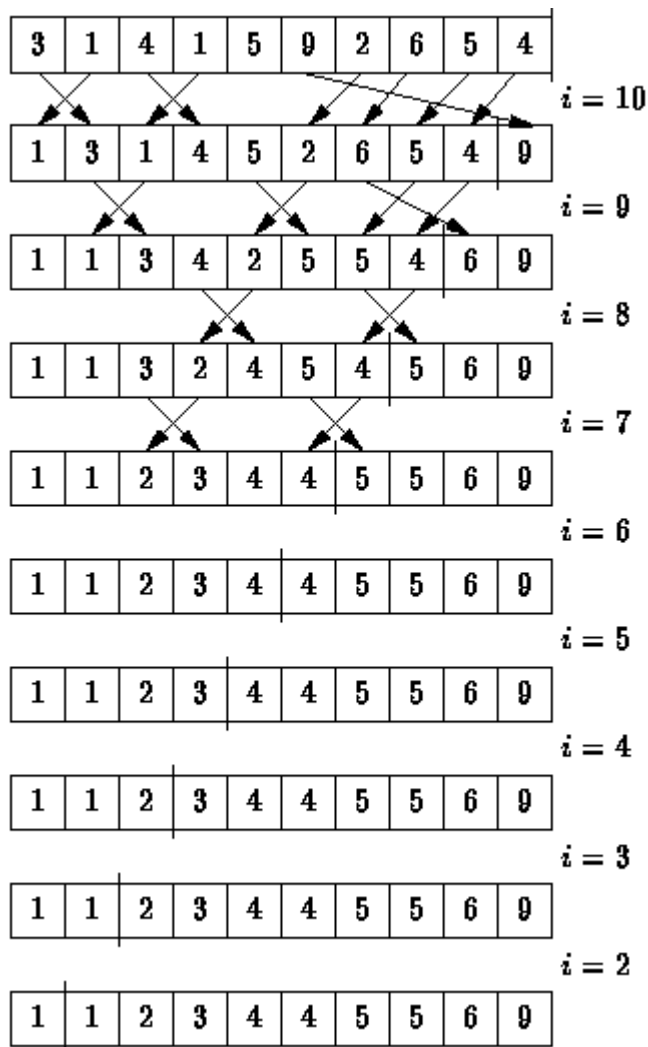 3 1 4 1 5 9 2 6 5 4
i = 10
1 3 1 4 5 2 6 5 4 9
i = 9
1 1 3 4 2 5 5 4 6 9
i = 8
1 1 3 2 4 5 4 5 6 9
i = 7
1 1 2 3 4 4 5 5 6 9
i = 6
1 1 2 3 4 4 5 5 6 9
i = 5
1 1 2 3 4 4 5 5 6 9
i = 4
1 1 2 3 4 4 5 5 6 9
i = 3
1 1 2 3 4 4 5 5 6 9
i = 2
1 1 2 3 4 4 5 5 6 9